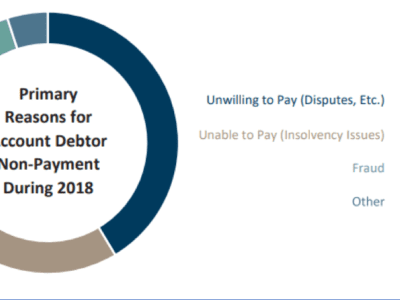 Primary
Reasons for
ccount Debtor
Non-Payment
During 2018
Unwilling to Pay (Disputes, Etc.)
Unable to Pay (Insolvency Issues)
Fraud
Other